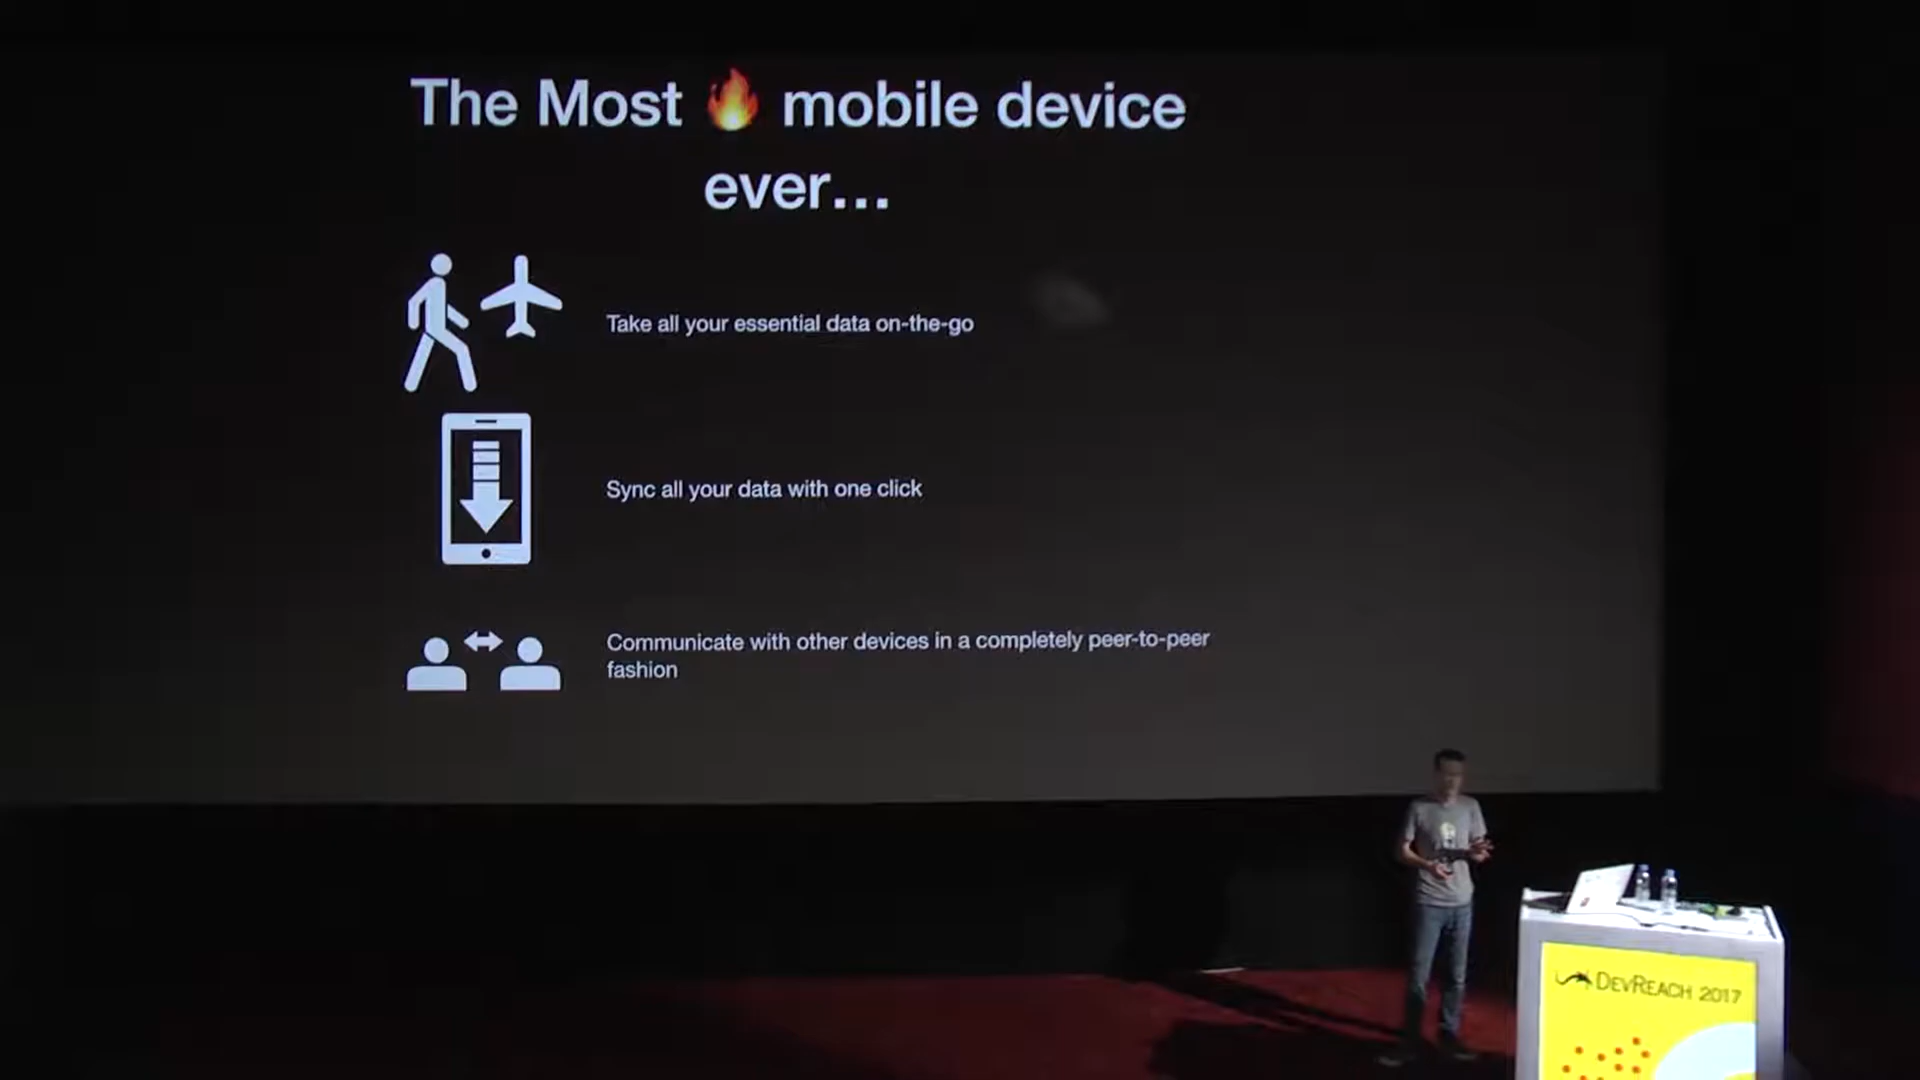 The Most 🔥 mobile device
ever...
Take all your essential data on-the-go
Sync all your data with one click
Communicate with other devices in a completely peer-to-peer
fashion
DEVREACH 2017